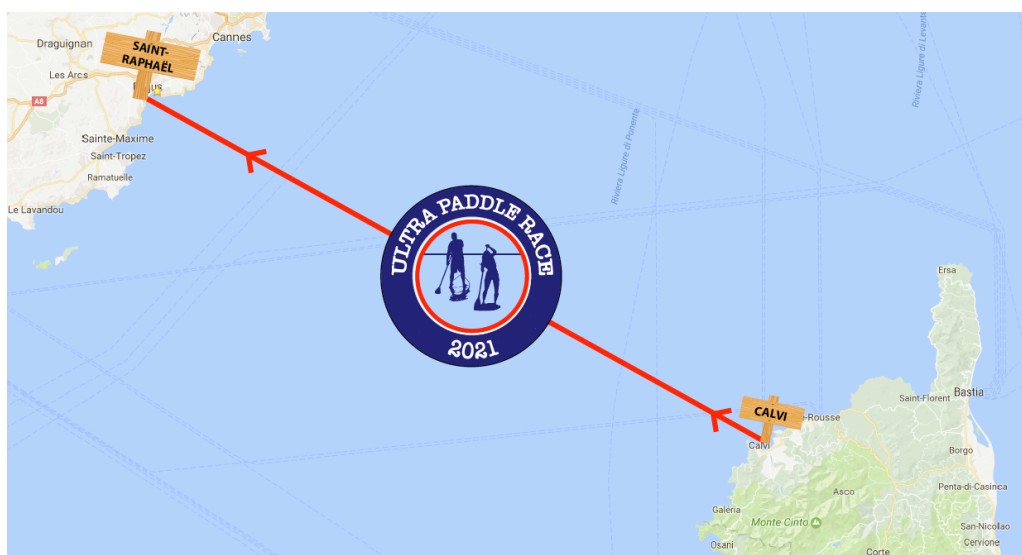 Draguignan
Cannes
SAINT-
RAPHAËL
Les Arcs
A8
Sainte-Maxime
Saint-Tropez
Ramatuelle
Le Lavandou
Riviera Ligure di Ponente
Riviera Ligure di Levante
ULTRA PADDLE RACE
2021
Ersa
Bastia
Saint-Florent
CALVI
e-Rousse
Calvi
Borgo
Asco
Penta-di-Casinca
Galéria
Monte Cinto
San-Nicolao
Cervione
Osani
Corte